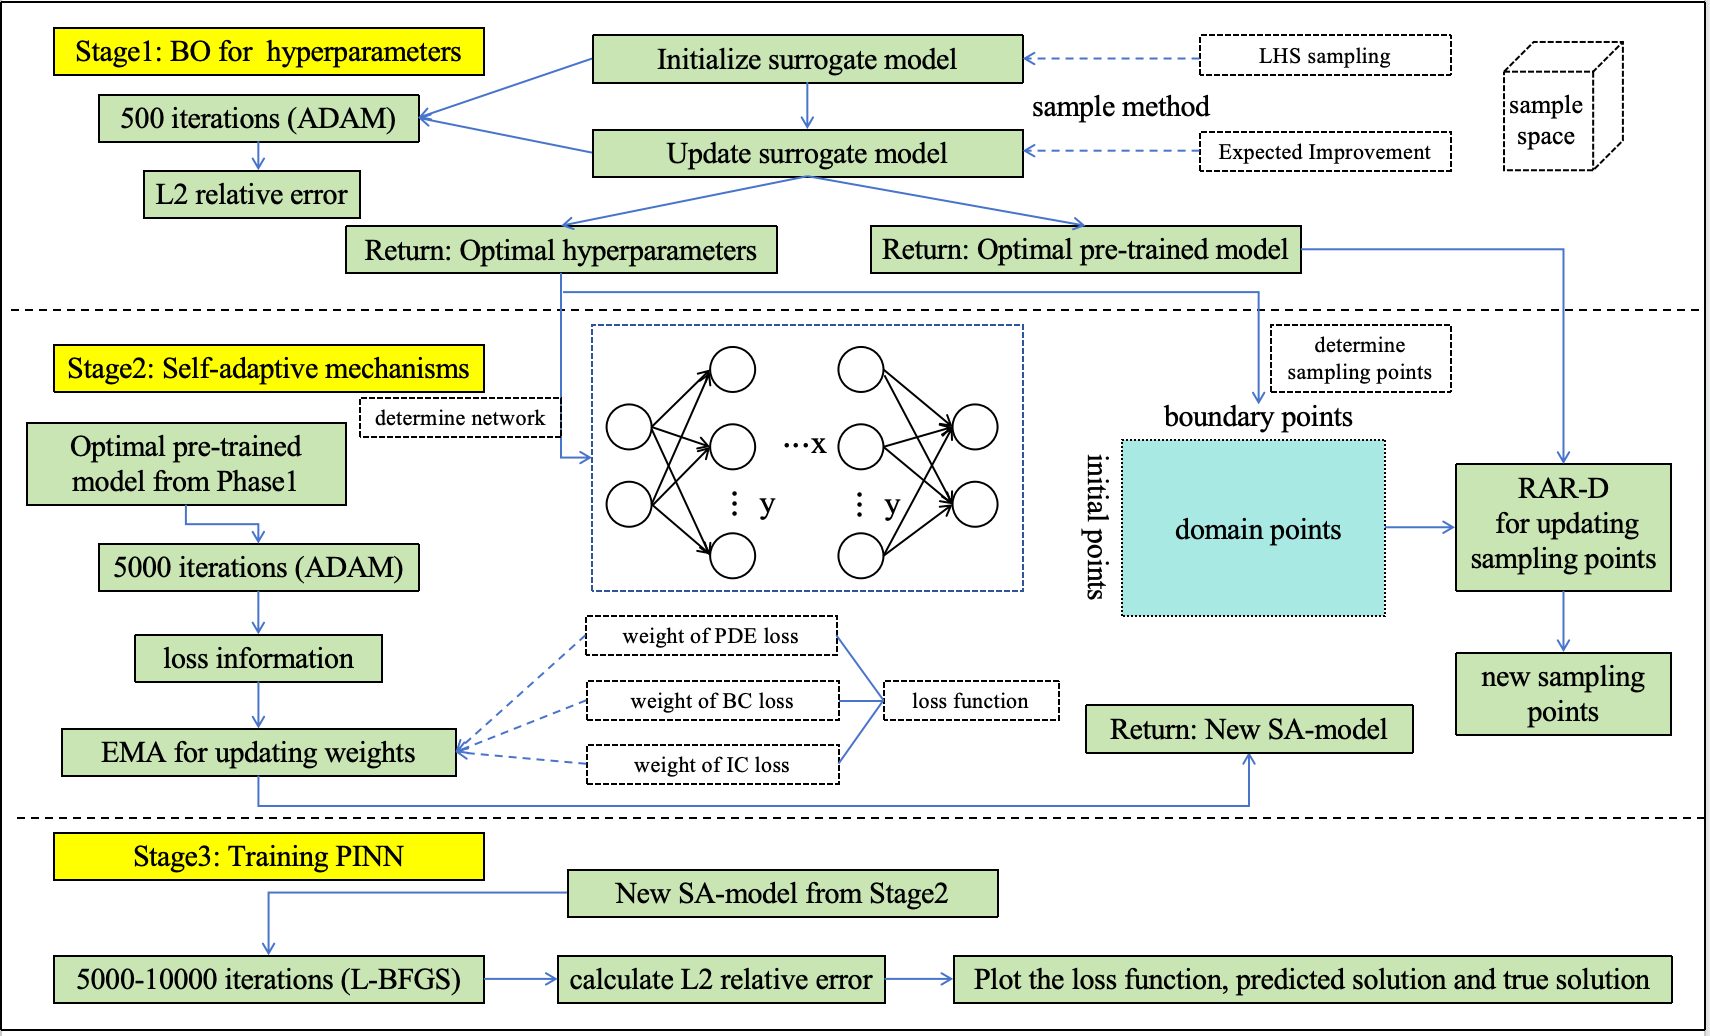 Stage1: BO for hyperparameters
Initialize surrogate model
LHS sampling
500 iterations (ADAM)
sample method
sample
space
Update surrogate model
Expected Improvement
L2 relative error
Return: Optimal hyperparameters
Return: Optimal pre-trained model
Stage2: Self-adaptive mechanisms
determine
sampling points
determine network
boundary points
Optimal pre-trained
model from Phase1
···x
⋮ y
⋮ y
initial points
domain points
RAR-D
for updating
sampling points
5000 iterations (ADAM)
loss information
weight of PDE loss
weight of BC loss
weight of IC loss
loss function
new sampling
points
EMA for updating weights
Return: New SA-model
Stage3: Training PINN
New SA-model from Stage2
5000-10000 iterations (L-BFGS)
calculate L2 relative error
Plot the loss function, predicted solution and true solution